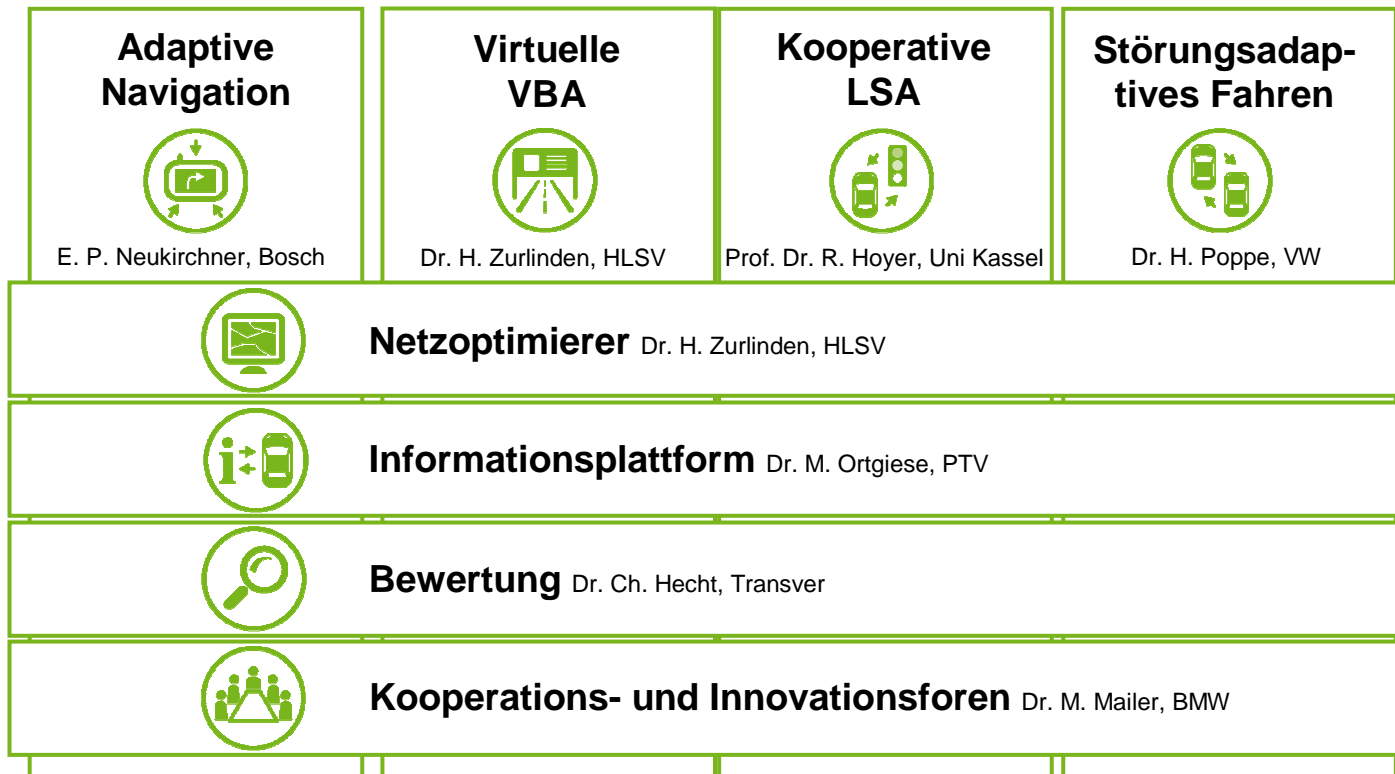 Adaptive
Navigation
E. P. Neukirchner, Bosch
Virtuelle
VBA
Dr. H. Zurlinden, HLSV
Kooperative
LSA
Prof. Dr. R. Hoyer, Uni Kassel
Störungsadap-
tives Fahren
Dr. H. Poppe, VW
Netzoptimierer Dr. H. Zurlinden, HLSV
Informationsplattform Dr. M. Ortgiese, PTV
Bewertung Dr. Ch. Hecht, Transver
Kooperations- und Innovationsforen Dr. M. Mailer, BMW